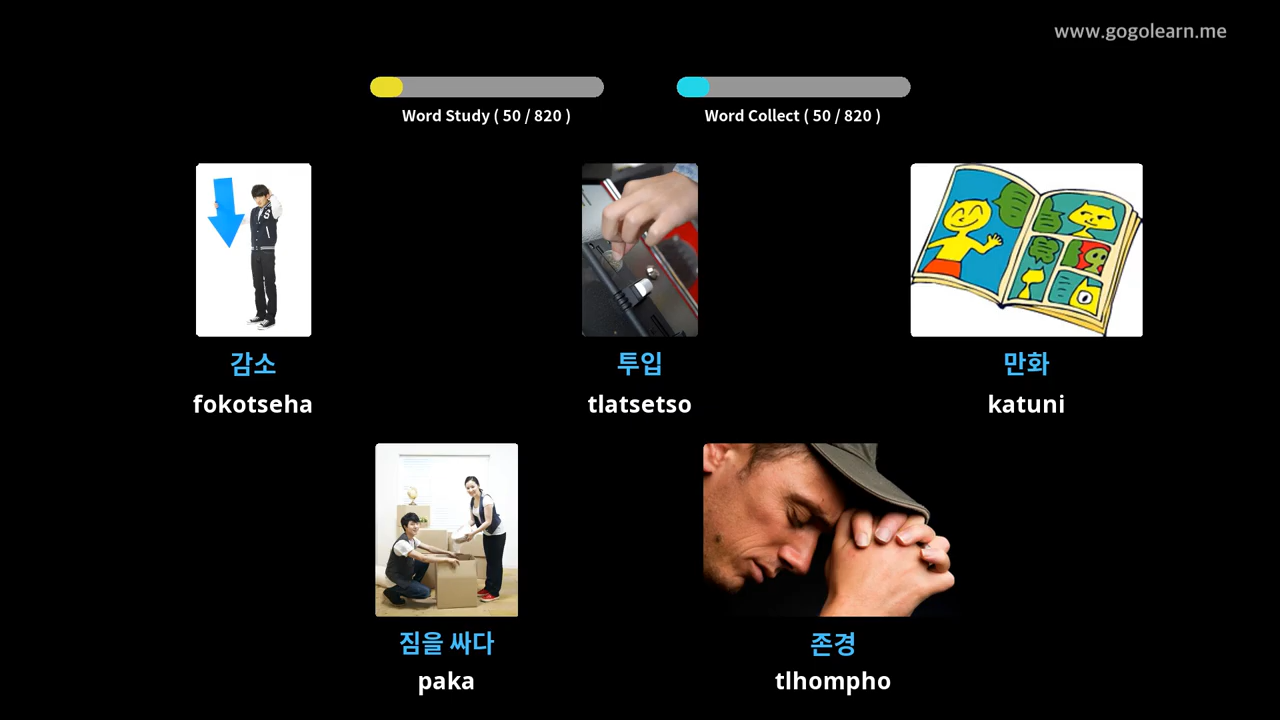 www.gogolearn.me
Word Study ( 50 / 820 )
Word Collect ( 50 / 820 )
감소
투입
만화
fokotseha
tlatsetso
katuni
짐을 싸다
존경
paka
tlhompho